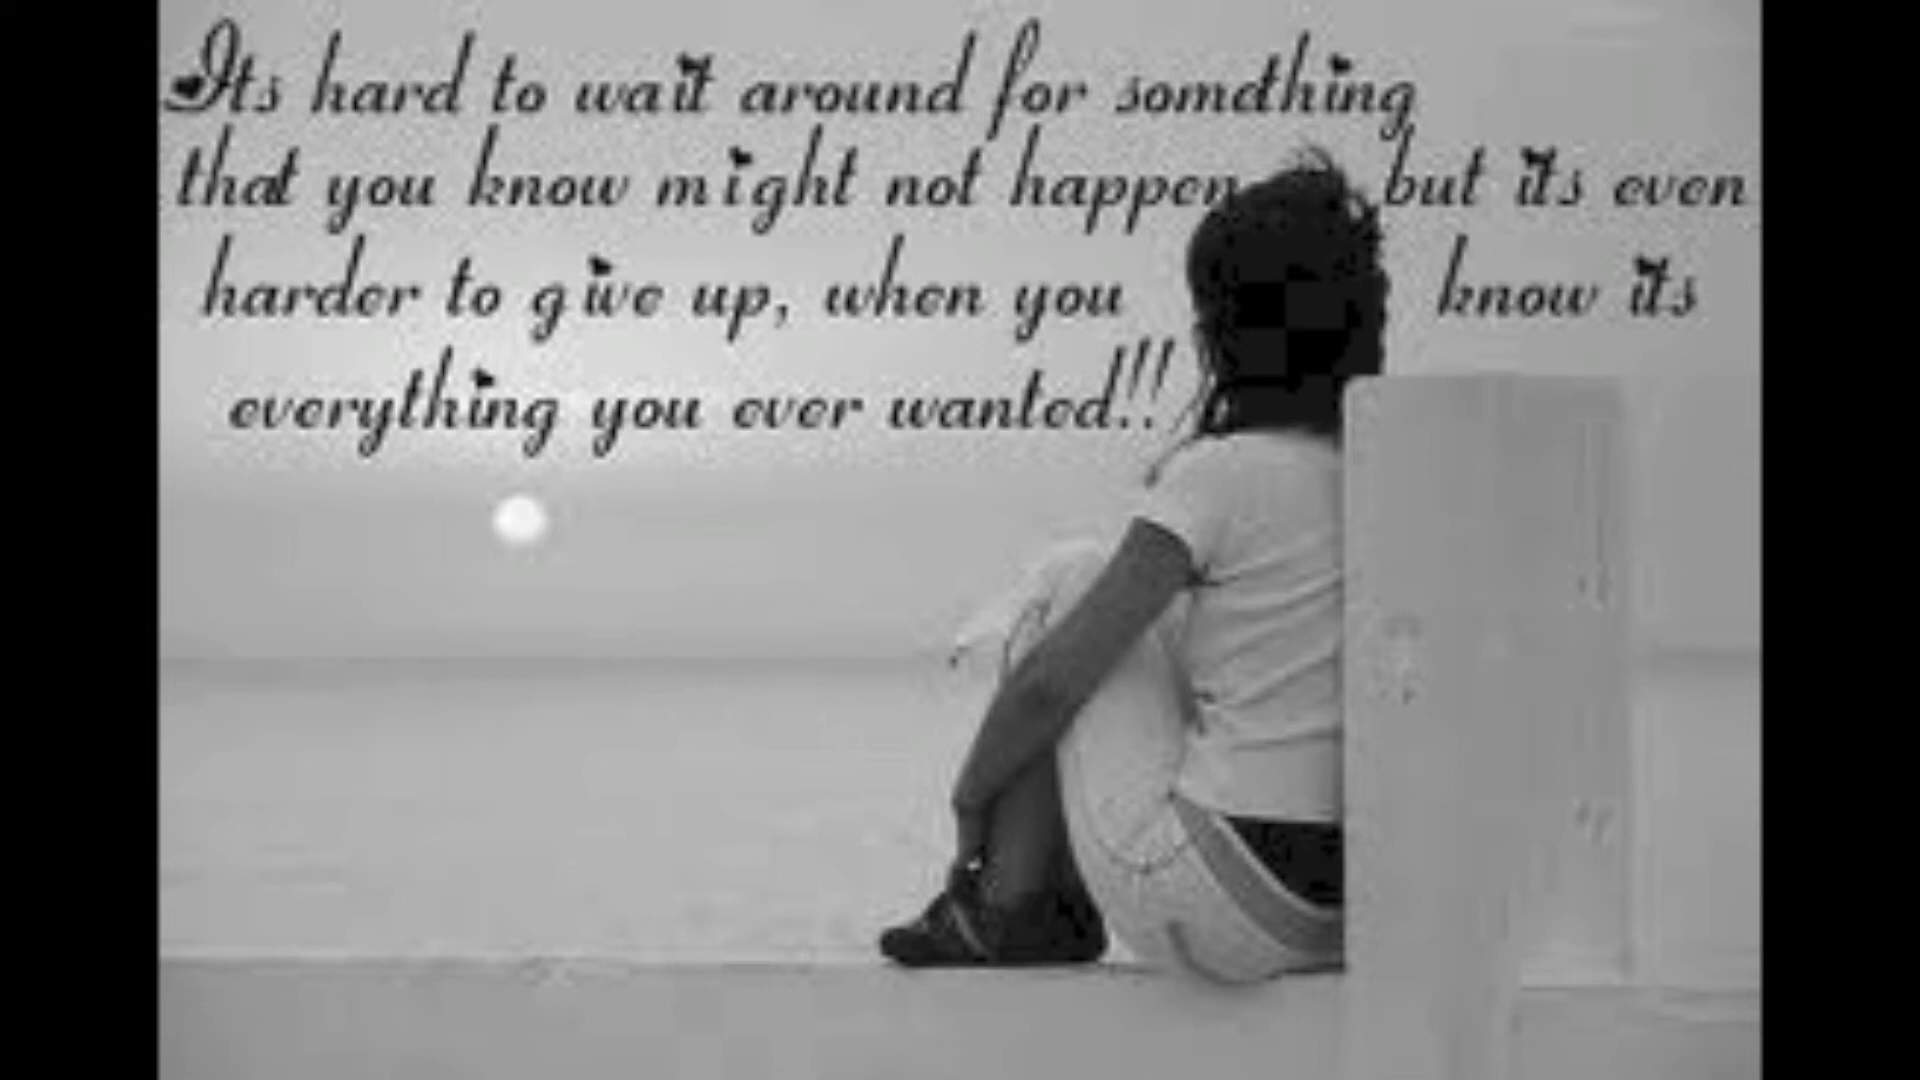 Its hard to wait around for somdthing
that you know might not happen but its even
harder to give up, when you know its
everything you ever wanted!!